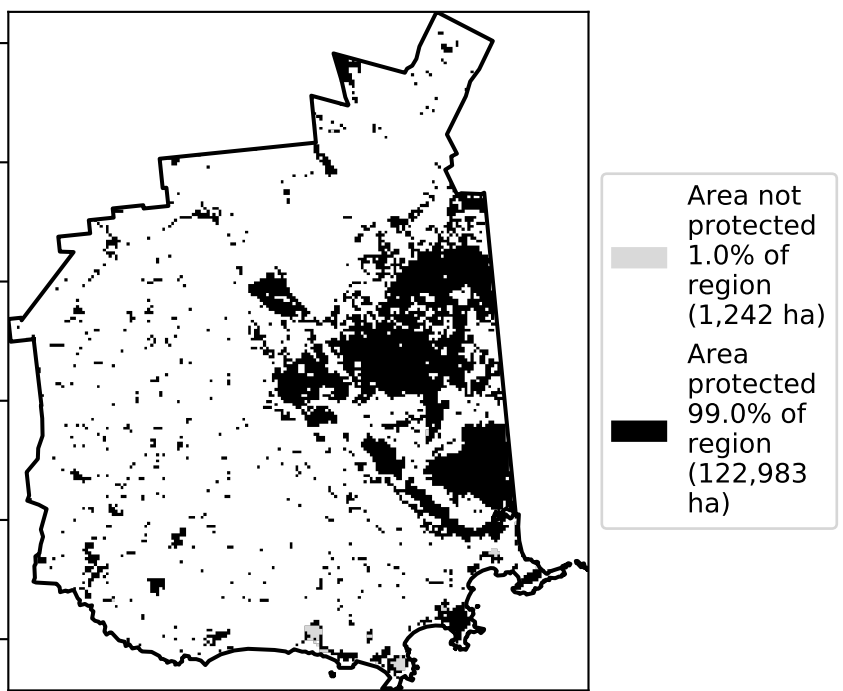 Area not
protected
1.0% of
region
(1,242 ha)
Area
protected
99.0% of
region
(122,983
ha)